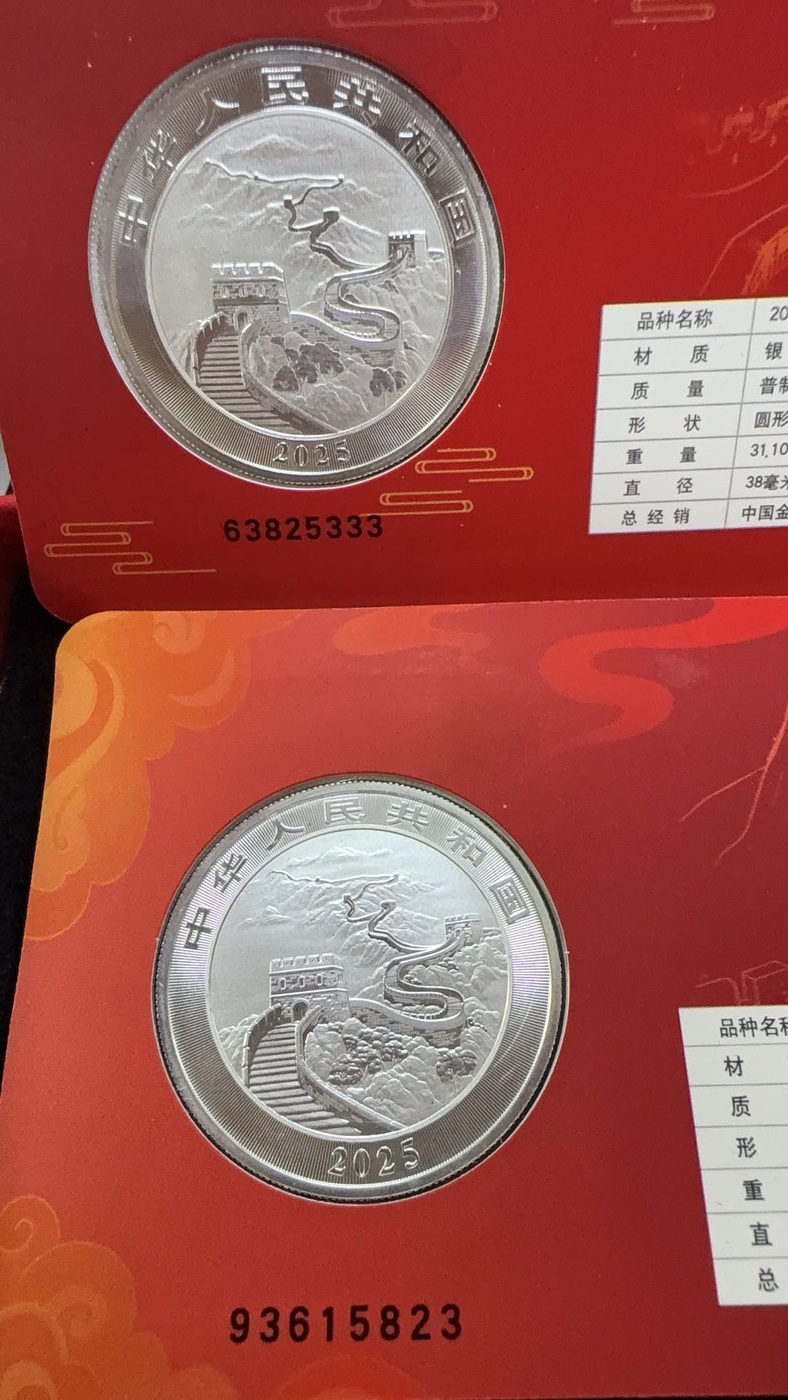 中华人民共和国
2025
63825333
品种名称 20
材 质 银
质 量 普制
形 状 圆形
重 量 31.10
直 径 38毫米
总经销 中国金
中华人民共和国
2025
93615823
品种名称
材
质
形
重
直
总